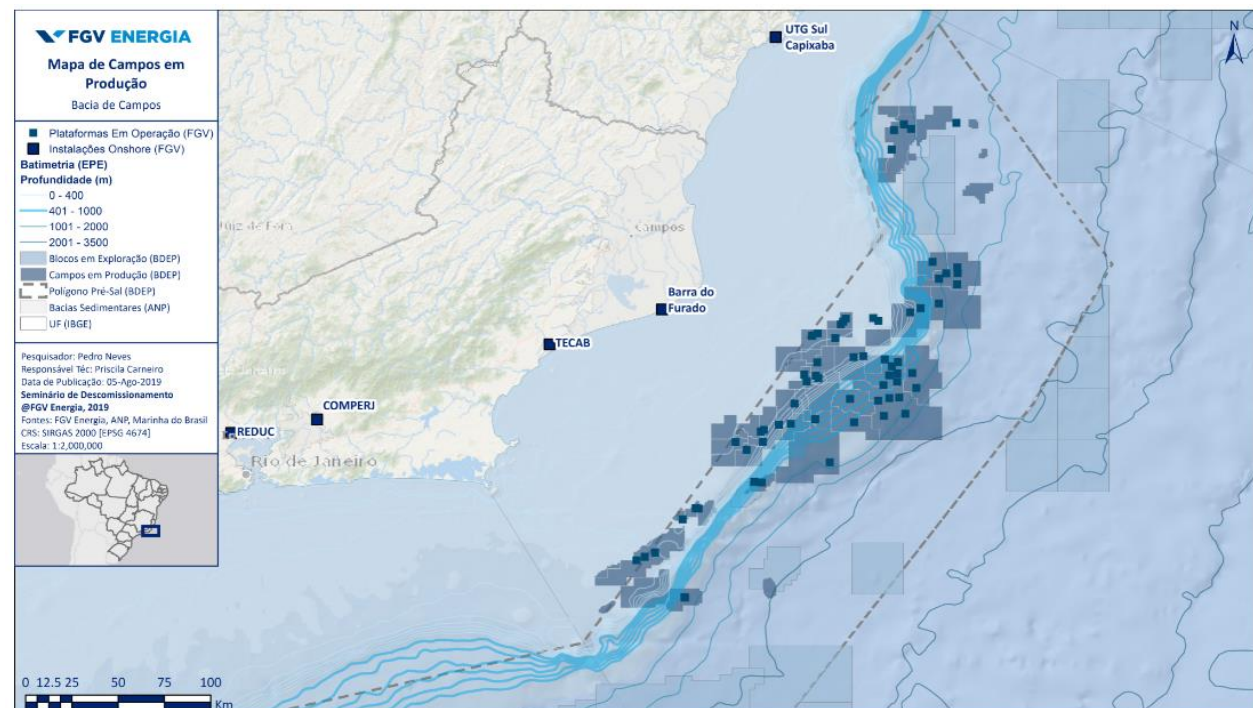 FGV ENERGIA
Mapa de Campos em
Produção
Bacia de Campos
Plataformas Em Operação (FGV)
Instalações Onshore (FGV)
Batimetria (EPE)
Profundidade (m)
0 - 400
401 - 1000
1001 - 2000
2001 - 3500
Blocos em Exploração (BDEP)
Campos em Produção (BDEP)
Polígono Pré-Sal (BDEP)
Bacias Sedimentares (ANP)
UF (IBGE)
Pesquisador: Pedro Neves
Responsável Téc: Priscila Carneiro
Data de Publicação: 05-Ago-2019
Seminário de Descomissionamento
@FGV Energia, 2019
Fontes: FGV Energia, ANP, Marinha do Brasil
CRS: SIRGAS 2000 [EPSG 4674]
Escala: 1:2,000,000
0 12.5 25 50 75 100
Km
UTG Sul
Capixaba
N
Campos
Barra do
Furado
TECAB
COMPERJ
REDUC
Rio de Janeiro